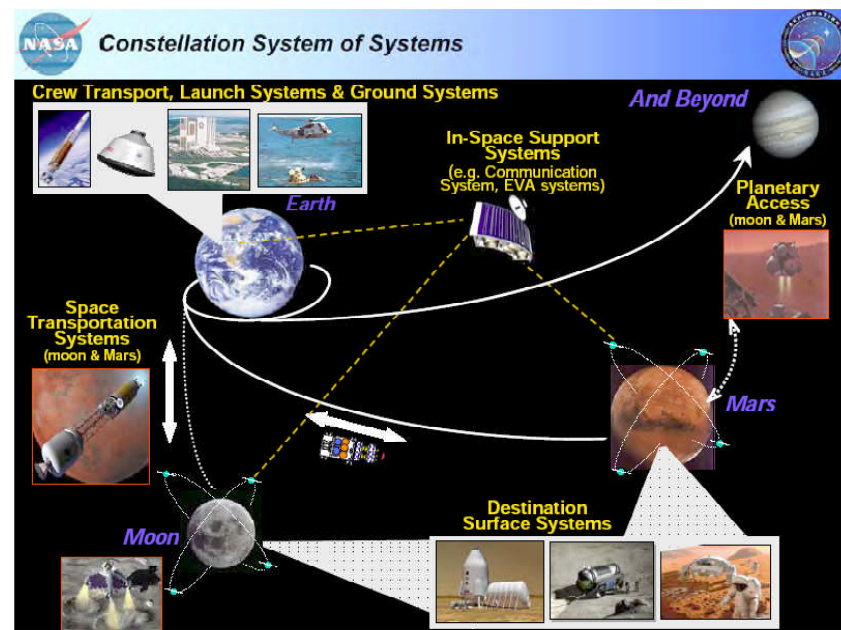 NASA
Constellation System of Systems
Crew Transport, Launch Systems & Ground Systems
And Beyond
In-Space Support
Systems
(e.g. Communication
System, EVA systems)
Planetary
Access
(moon & Mars)
Earth
Space
Transportation
Systems
(moon & Mars)
Mars
Destination
Surface Systems
Moon